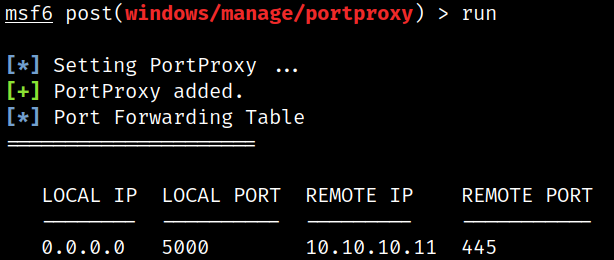 msf6 post(windows/manage/portproxy) > run
[*] Setting PortProxy ...
[+] PortProxy added.
[*] Port Forwarding Table
=========================
LOCAL IP LOCAL PORT REMOTE IP REMOTE PORT
-------- ---------- --------- -----------
0.0.0.0 5000 10.10.10.11 445